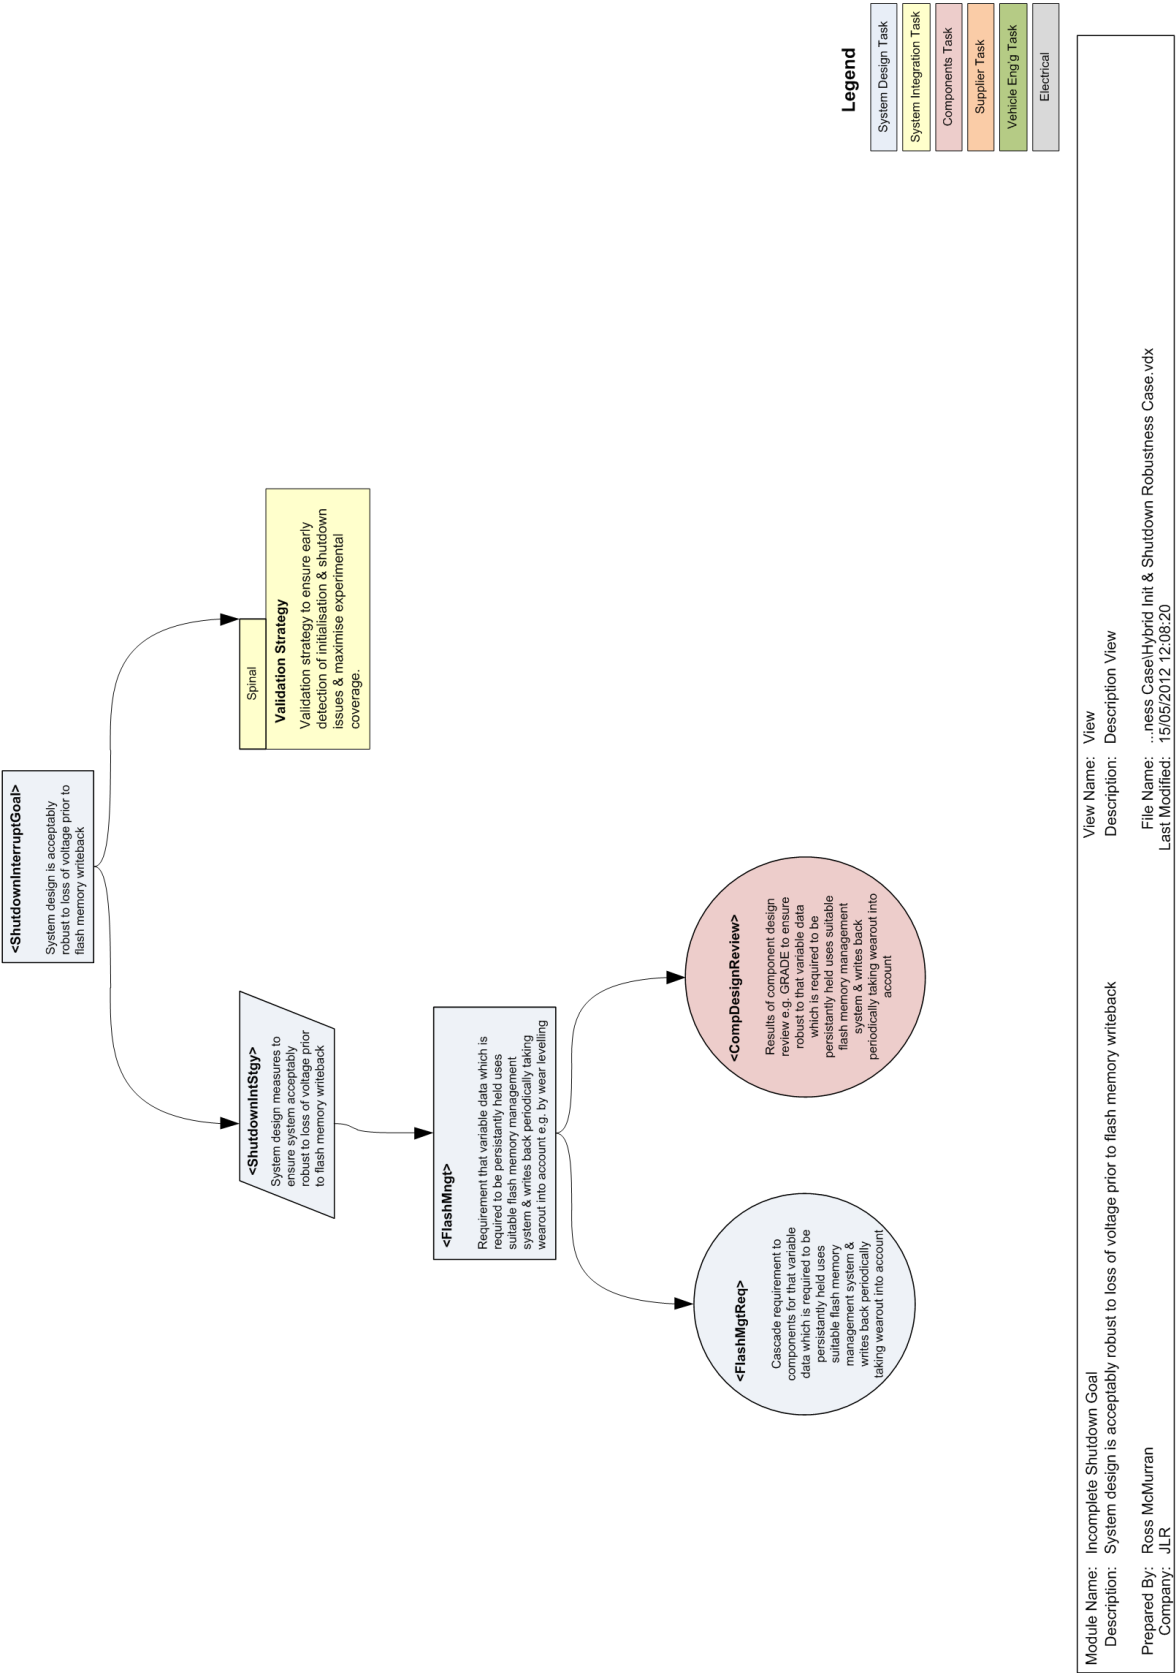 <ShutdownInterruptGoal>
System design is acceptably
robust to loss of voltage prior to
flash memory writeback
<ShutdownIntStgy>
System design measures to
ensure system acceptably
robust to loss of voltage prior
to flash memory writeback
Spinal
Validation Strategy
Validation strategy to ensure early
detection of initialisation & shutdown
issues & maximise experimental
coverage.
<FlashMngt>
Requirement that variable data which is
required to be persistantly held uses
suitable flash memory management
system & writes back periodically taking
wearout into account e.g. by wear levelling
<FlashMgtReq>
Cascade requirement to
components for that variable
data which is required to be
persistantly held uses
suitable flash memory
management system &
writes back periodically
taking wearout into account
<CompDesignReview>
Results of component design
review e.g. GRADE to ensure
robust to that variable data
which is required to be
persistantly held uses suitable
flash memory management
system & writes back
periodically taking wearout into
account
Legend
System Design Task
System Integration Task
Components Task
Supplier Task
Vehicle Eng'g Task
Electrical
Module Name: Incomplete Shutdown Goal
Description: System design is acceptably robust to loss of voltage prior to flash memory writeback
Prepared By: Ross McMurran
Company: JLR
View Name: View
Description: Description View
File Name: ...ness Case\Hybrid Init & Shutdown Robustness Case.vdx
Last Modified: 15/05/2012 12:08:20